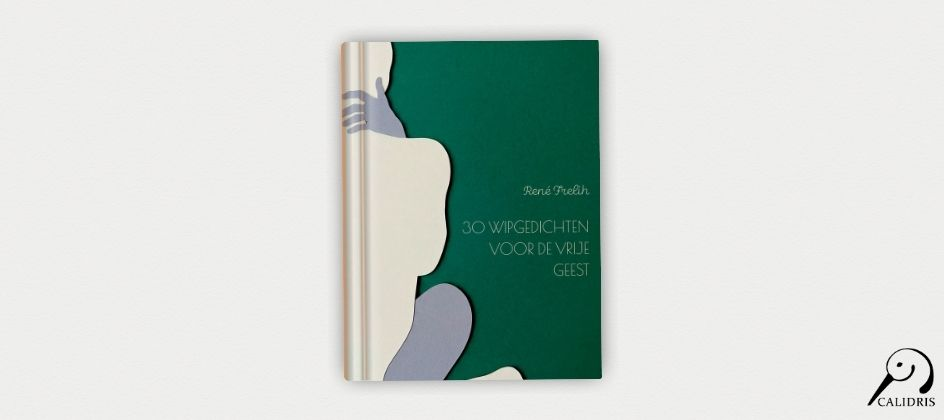 René Frelih
30 WIPGEDICHTEN
VOOR DE VRIJE
GEEST
CALIDRIS